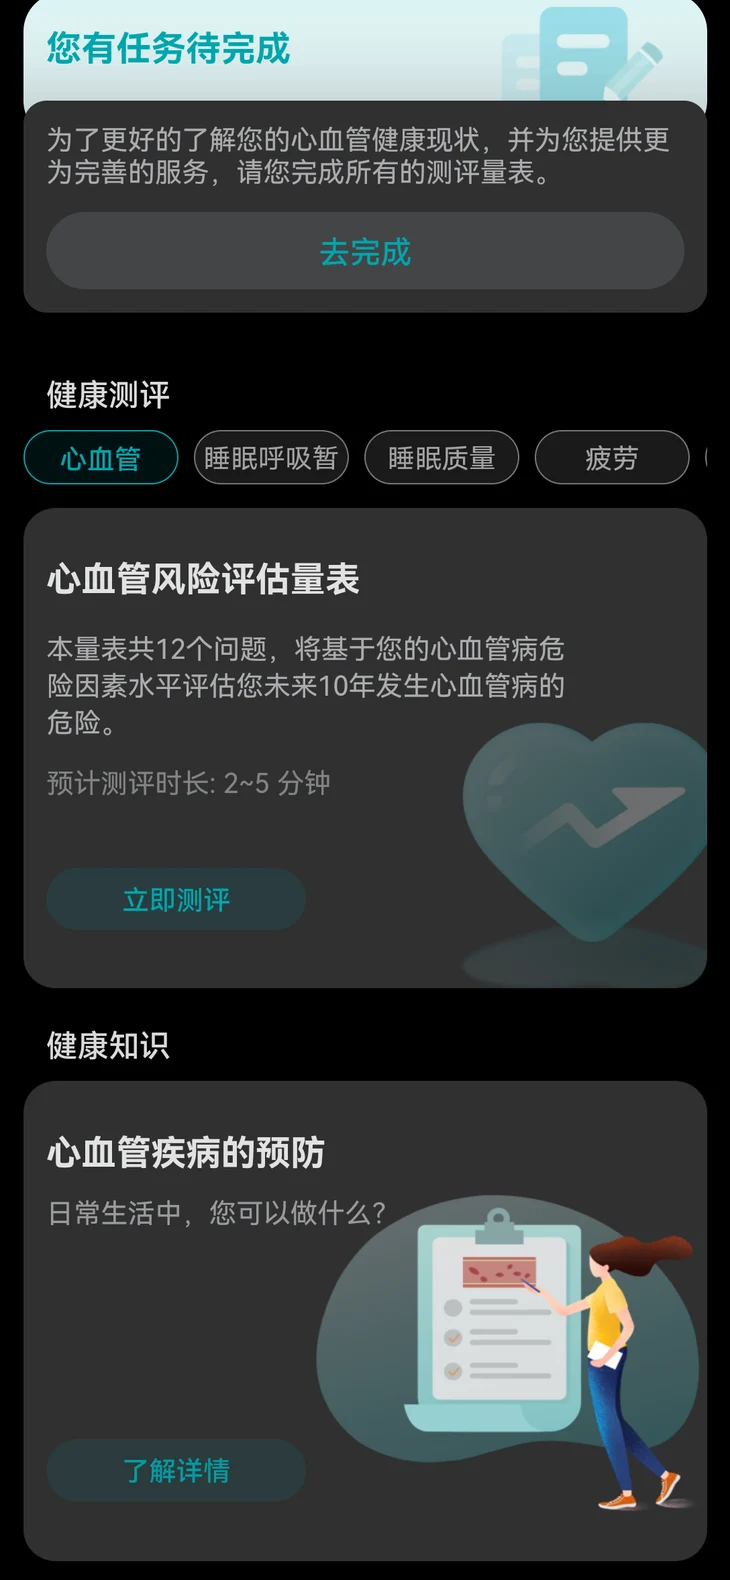 您有任务待完成
为了更好的了解您的心血管健康现状，并为您提供更
为完善的服务，请您完成所有的测评量表。
去完成
健康测评
心血管
睡眠呼吸暂
睡眠质量
疲劳
心血管风险评估量表
本量表共12个问题，将基于您的心血管病危
险因素水平评估您未来10年发生心血管病的
危险。
预计测评时长: 2~5 分钟
立即测评
健康知识
心血管疾病的预防
日常生活中，您可以做什么?
了解详情